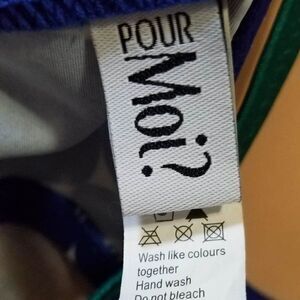 POUR
Moi?
Wash like colours
together
Hand wash
Do not bleach